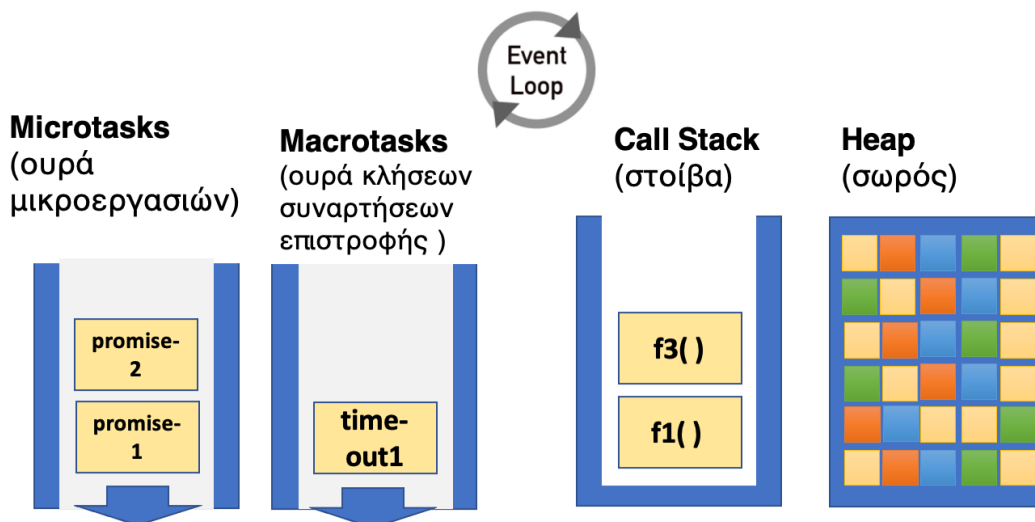 Event
Loop
Microtasks
(ουρά
μικροεργασιών)
Macrotasks
(ουρά κλήσεων
συναρτήσεων
επιστροφής )
Call Stack
(στοίβα)
Heap
(σωρός)
promise-
2
promise-
1
time-
out1
f3( )
f1( )